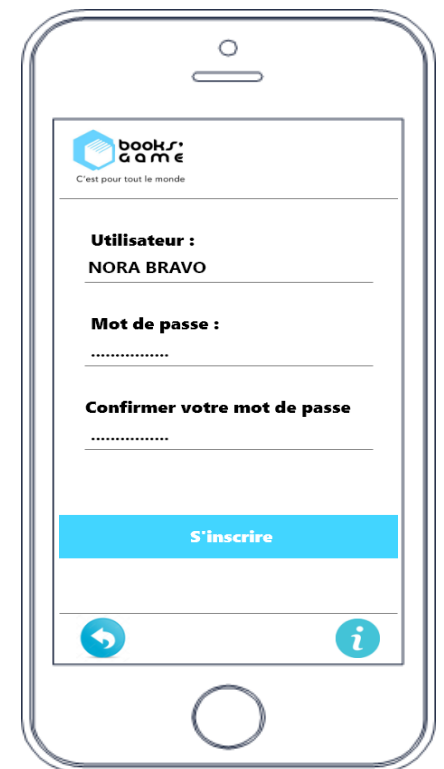 books'
Game
C'est pour tout le monde
Utilisateur :
NORA BRAVO
Mot de passe :
................
Confirmer votre mot de passe
................
S'inscrire
i